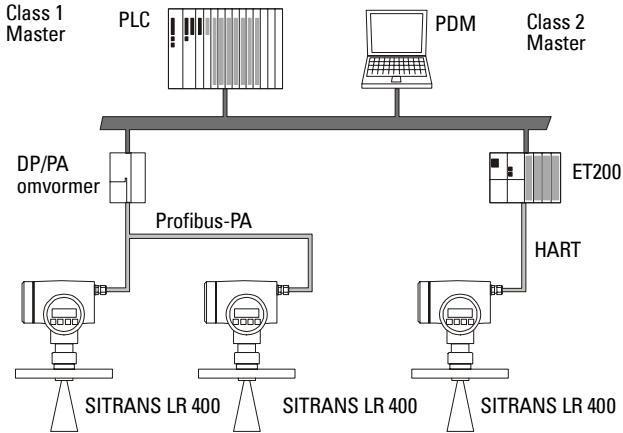 Class 1
Master
PLC
PDM
Class 2
Master
DP/PA
omvormer
ET200
Profibus-PA
HART
SITRANS LR 400
SITRANS LR 400
SITRANS LR 400